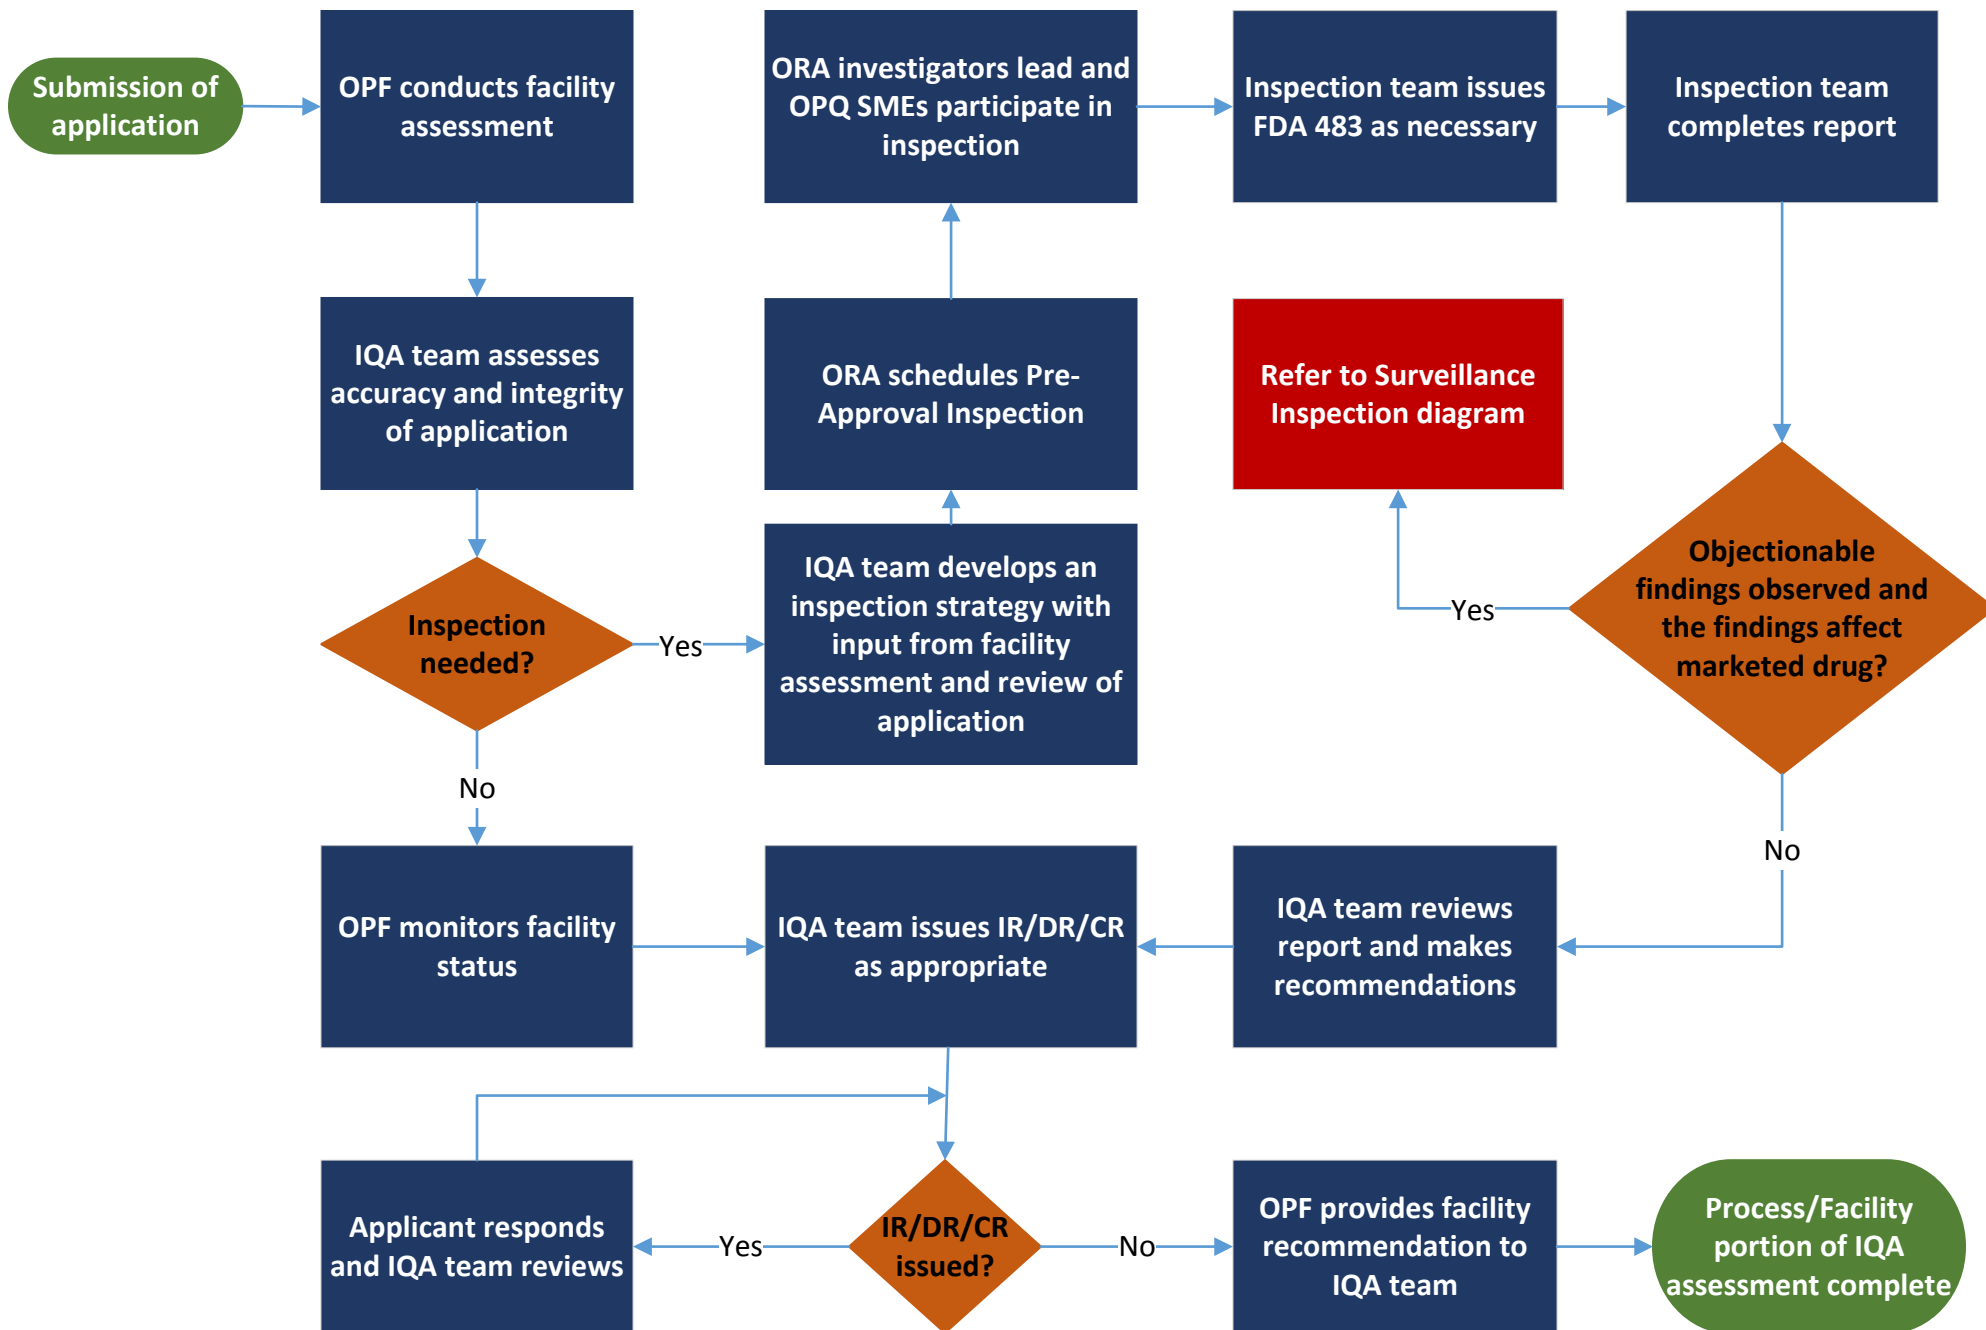 Submission of
application
OPF conducts facility
assessment
ORA investigators lead and
OPQ SMEs participate in
inspection
Inspection team issues
FDA 483 as necessary
Inspection team
completes report
IQA team assesses
accuracy and integrity
of application
ORA schedules Pre-
Approval Inspection
Refer to Surveillance
Inspection diagram
Inspection
needed?
Yes
IQA team develops an
inspection strategy with
input from facility
assessment and review of
application
Yes
Objectionable
findings observed and
the findings affect
marketed drug?
No
No
OPF monitors facility
status
IQA team issues IR/DR/CR
as appropriate
IQA team reviews
report and makes
recommendations
Applicant responds
and IQA team reviews
Yes
IR/DR/CR
issued?
No
OPF provides facility
recommendation to
IQA team
Process/Facility
portion of IQA
assessment complete